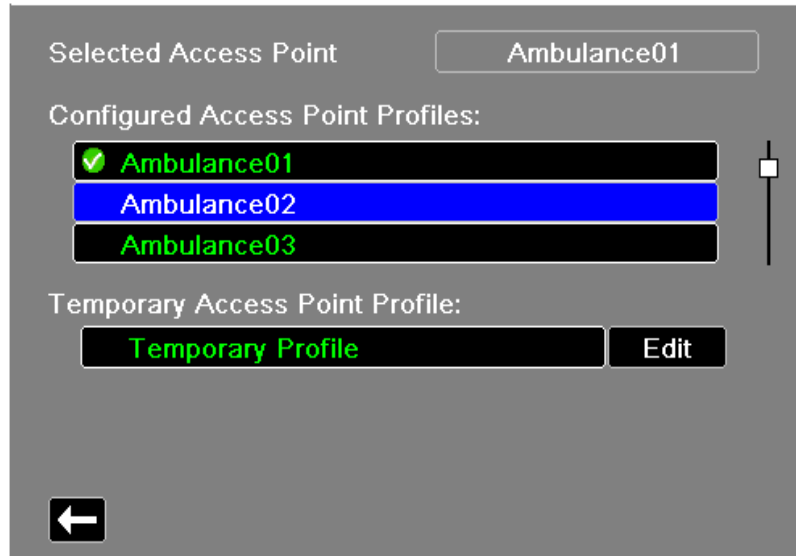 Selected Access Point Ambulance01
Configured Access Point Profiles:
Ambulance01
Ambulance02
Ambulance03
Temporary Access Point Profile:
Temporary Profile Edit